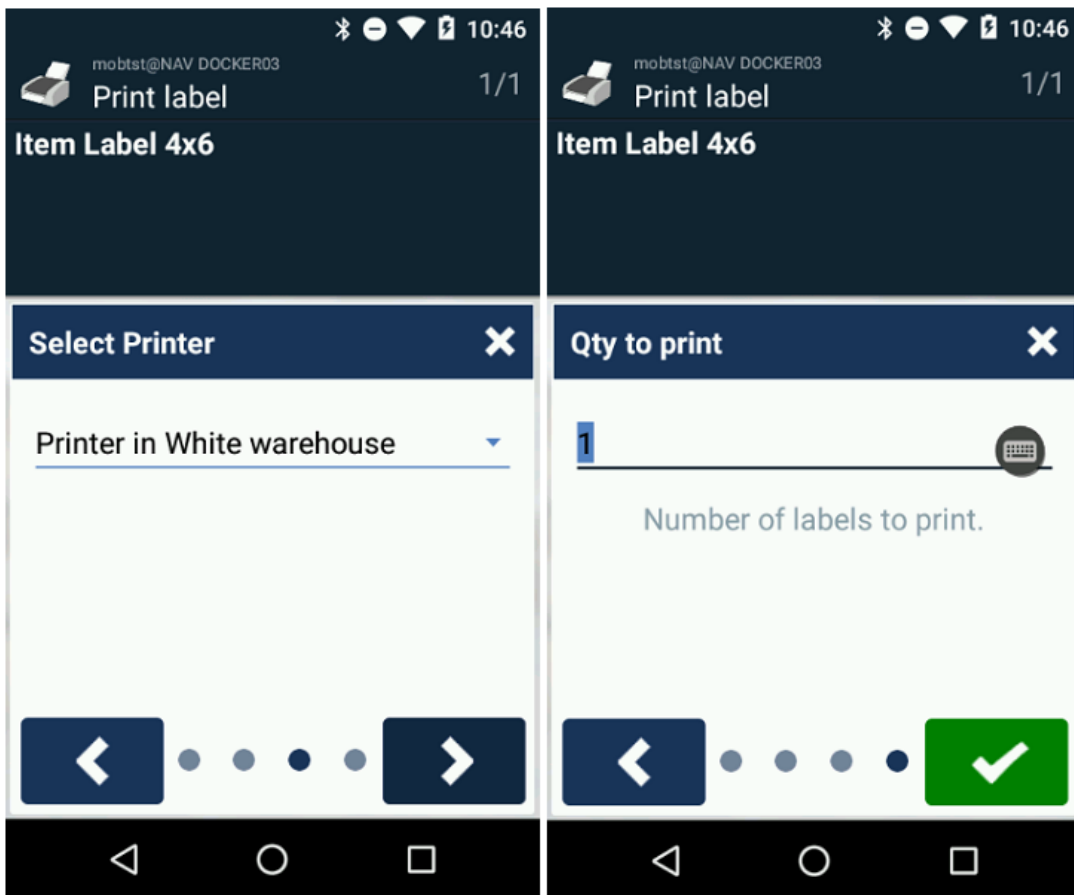 10:46
mobtst@NAV DOCKER03
Print label
1/1
Item Label 4x6
Select Printer
Printer in White warehouse
10:46
mobtst@NAV DOCKER03
Print label
1/1
Item Label 4x6
Qty to print
1
Number of labels to print.